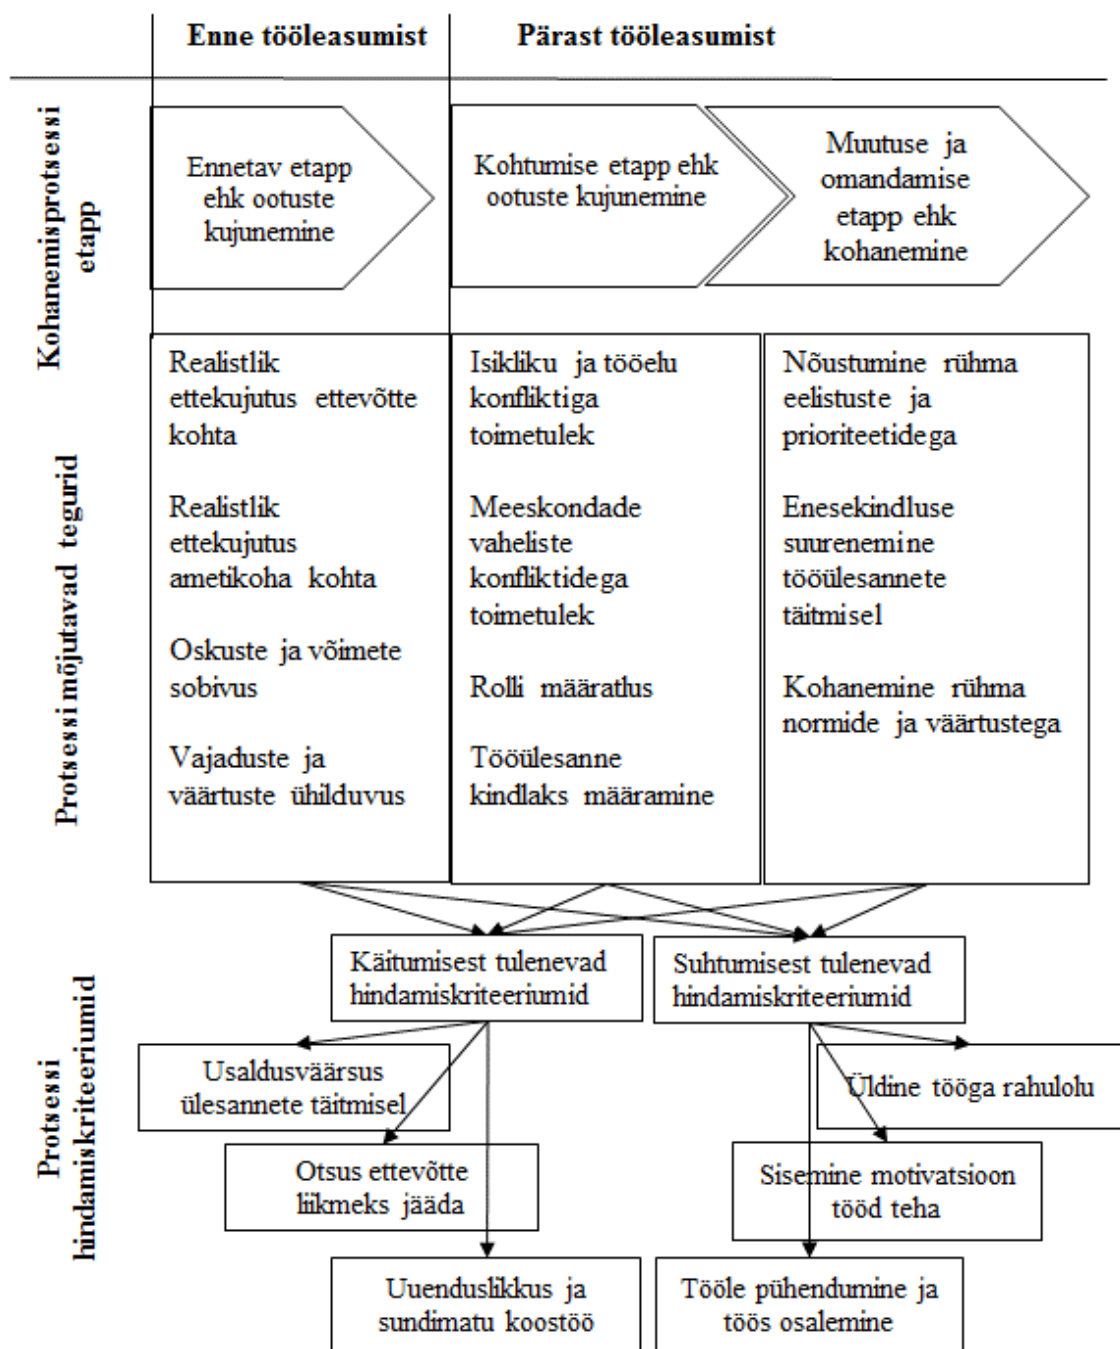 Enne tööleasumist
Pärast tööleasumist
Kohanemisprotsessi
etapp
Ennetav etapp
ehk ootuste
kujunemine
Kohtumise etapp ehk
ootuste kujunemine
Muutuse ja
omandamise
etapp ehk
kohanemine
Protsessi mõjutavad tegurid
Realistlik
ettekujutus ettevõtte
kohta
Realistlik
ettekujutus
ametikoha kohta
Oskuste ja võimete
sobivus
Vajaduste ja
väärtuste ühilduvus
Isikliku ja tööelu
konfliktiga
toimetulek
Meeskondade
vaheliste
konfliktidega
toimetulek
Rolli määratlus
Tööülesanne
kindlaks määramine
Nõustumine rühma
eelistuste ja
prioriteetidega
Enesekindluse
suurenemine
tööülesannete
täitmisel
Kohanemine rühma
normide ja väärtustega
Protsessi
hindamiskriteeriumid
Käitumisest tulenevad
hindamiskriteeriumid
Suhtumisest tulenevad
hindamiskriteeriumid
Usaldusväärsus
ülesannete täitmisel
Üldine tööga rahulolu
Otsus ettevõtte
liikmeks jääda
Sisemine motivatsioon
tööd teha
Uuenduslikkus ja
sundimatu koostöö
Tööle pühendumine ja
töös osalemine